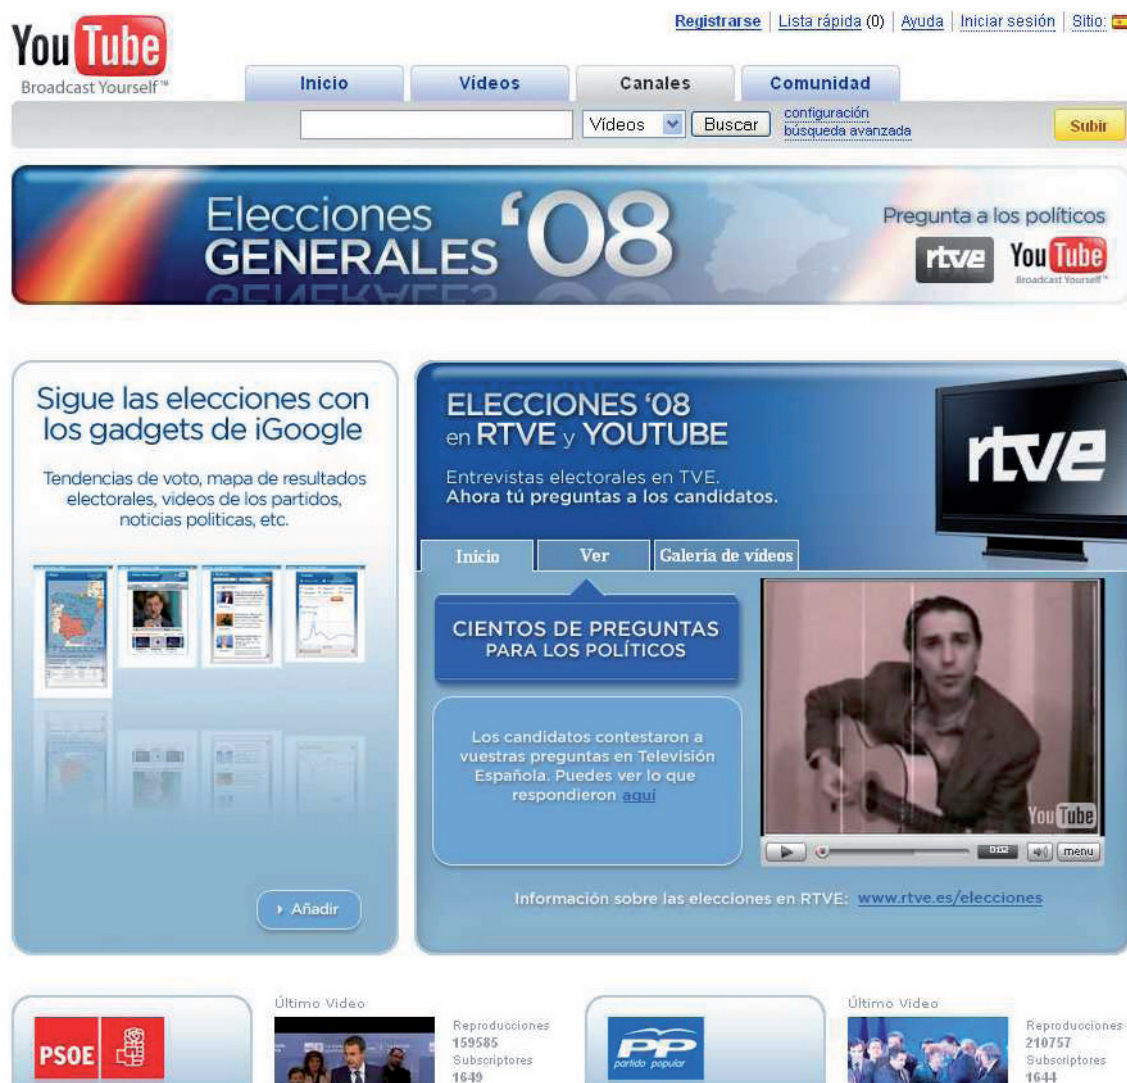 You Tube
Broadcast Yourself™
Registrarse Lista rápida (0) Ayuda Iniciar sesión Sitio:
Inicio Vídeos Canales Comunidad
Vídeos Buscar configuración
búsqueda avanzada
Subir
Elecciones
GENERALES
'08
Pregunta a los políticos
rtve You Tube
Broadcast Yourself™
Sigue las elecciones con
los gadgets de iGoogle
Tendencias de voto, mapa de resultados
electorales, videos de los partidos,
noticias politicas, etc.
Añadir
ELECCIONES '08
en RTVE y YOUTUBE
Entrevistas electorales en TVE.
Ahora tú preguntas a los candidatos.
rtve
Inicio Ver Galería de vídeos
CIENTOS DE PREGUNTAS
PARA LOS POLÍTICOS
Los candidatos contestaron a
vuestras preguntas en Televisión
Española. Puedes ver lo que
respondieron aquí
You Tube
menu
Información sobre las elecciones en RTVE: www.rtve.es/elecciones
PSOE
Último Video
Reproducciones
159585
Subscriptores
1649
PP
partido popular
Último Video
Reproducciones
210757
Subscriptores
1644